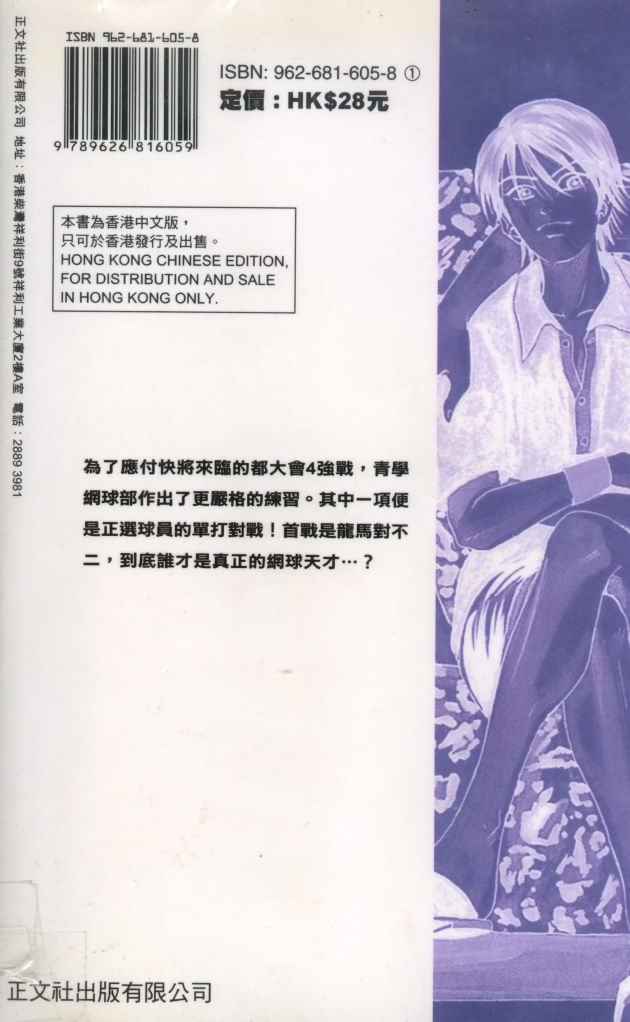 ISBN 962-681-605-8
9 789626 816059
ISBN: 962-681-605-8 ①
定價：HK$28元
正文社出版有限公司 地址：香港柴灣祥利街9號祥利工業大廈2樓A室 電話：2889 3981
本書為香港中文版，
只可於香港發行及出售。
HONG KONG CHINESE EDITION,
FOR DISTRIBUTION AND SALE
IN HONG KONG ONLY.
為了應付快將來臨的都大會4強戰，青學
網球部作出了更嚴格的練習。其中一項便
是正選球員的單打對戰！首戰是龍馬對不
二，到底誰才是真正的網球天才…？
正文社出版有限公司